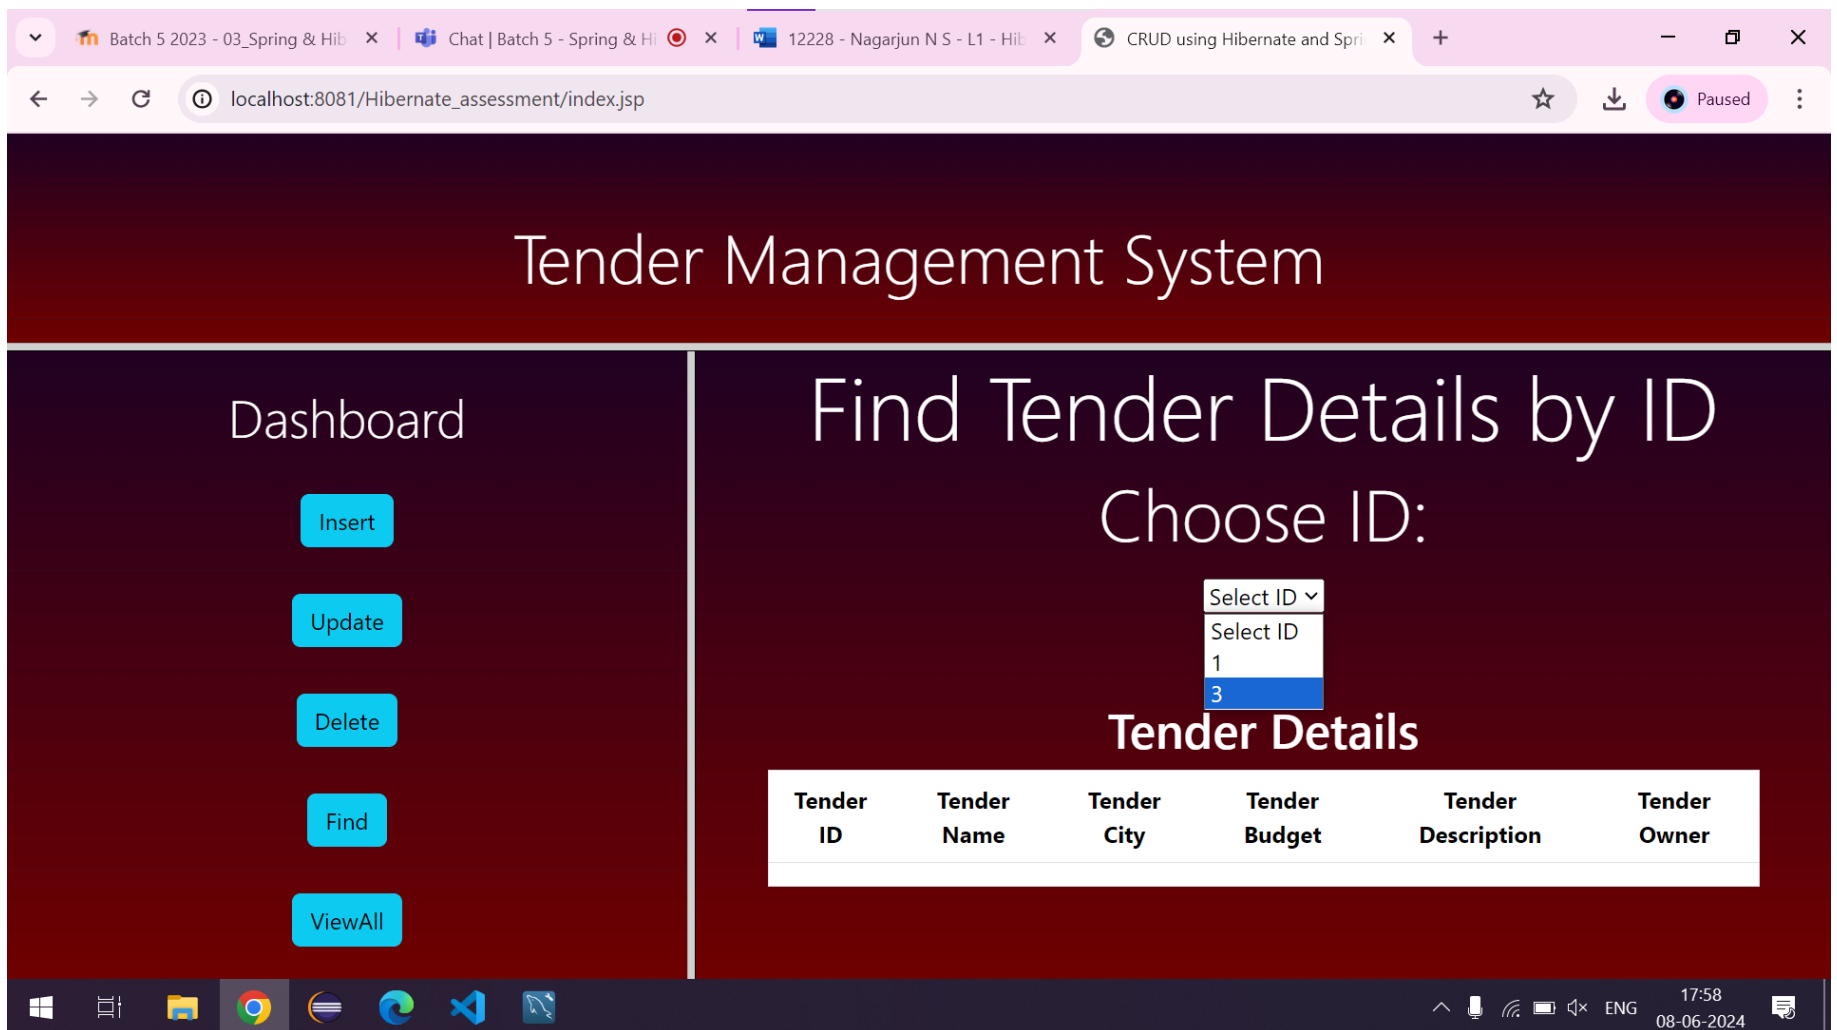 Batch 5 2023 - 03_Spring & Hib
Chat | Batch 5 - Spring & Hi
12228 - Nagarjun N S - L1 - Hib
CRUD using Hibernate and Spri
localhost:8081/Hibernate_assessment/index.jsp
Paused
Tender Management System
Dashboard
Insert
Update
Delete
Find
ViewAll
Find Tender Details by ID
Choose ID:
Select ID
Select ID
1
3
Tender Details
Tender ID
Tender Name
Tender City
Tender Budget
Tender Description
Tender Owner
ENG
17:58
08-06-2024